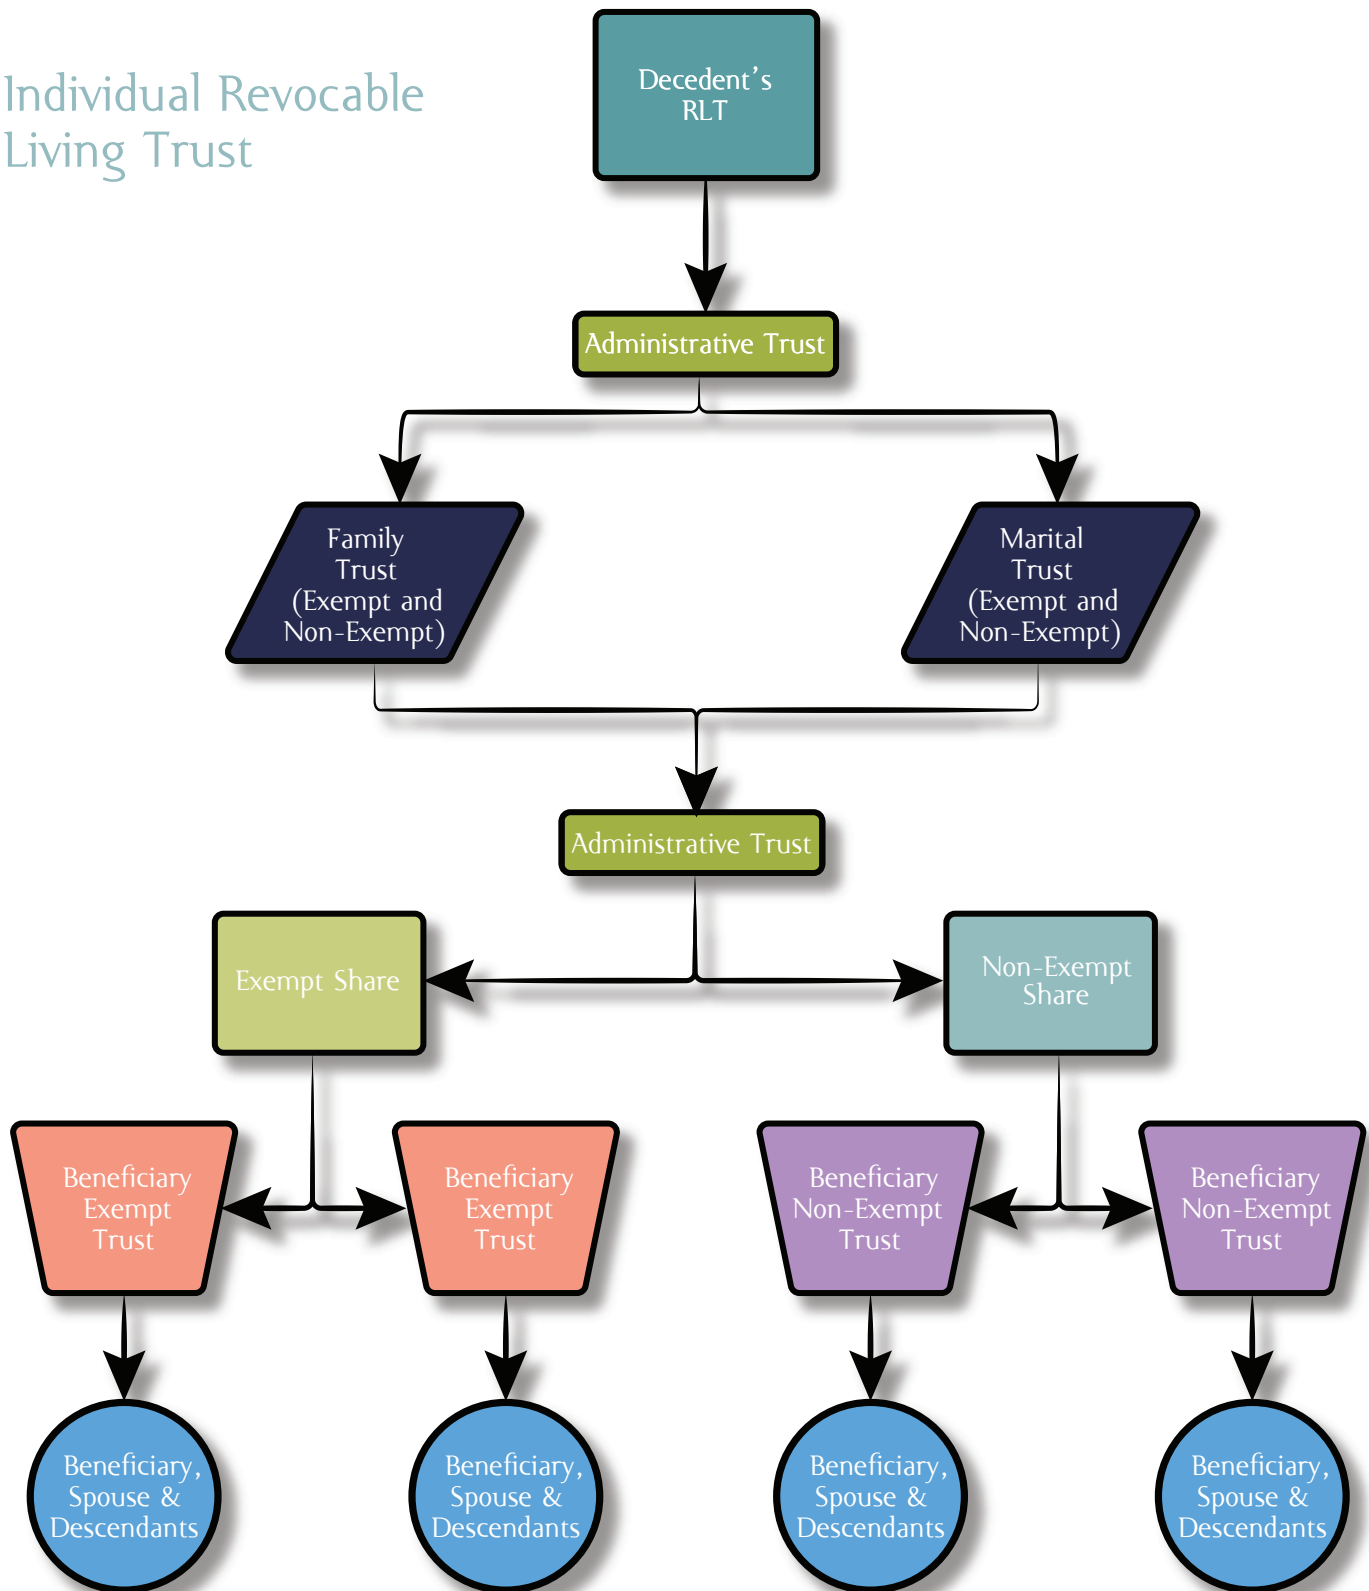 Individual Revocable
Living Trust
Decedent's
RLT
Administrative Trust
Family
Trust
(Exempt and
Non-Exempt)
Marital
Trust
(Exempt and
Non-Exempt)
Administrative Trust
Exempt Share
Non-Exempt
Share
Beneficiary
Exempt
Trust
Beneficiary
Exempt
Trust
Beneficiary
Non-Exempt
Trust
Beneficiary
Non-Exempt
Trust
Beneficiary,
Spouse &
Descendants
Beneficiary,
Spouse &
Descendants
Beneficiary,
Spouse &
Descendants
Beneficiary,
Spouse &
Descendants